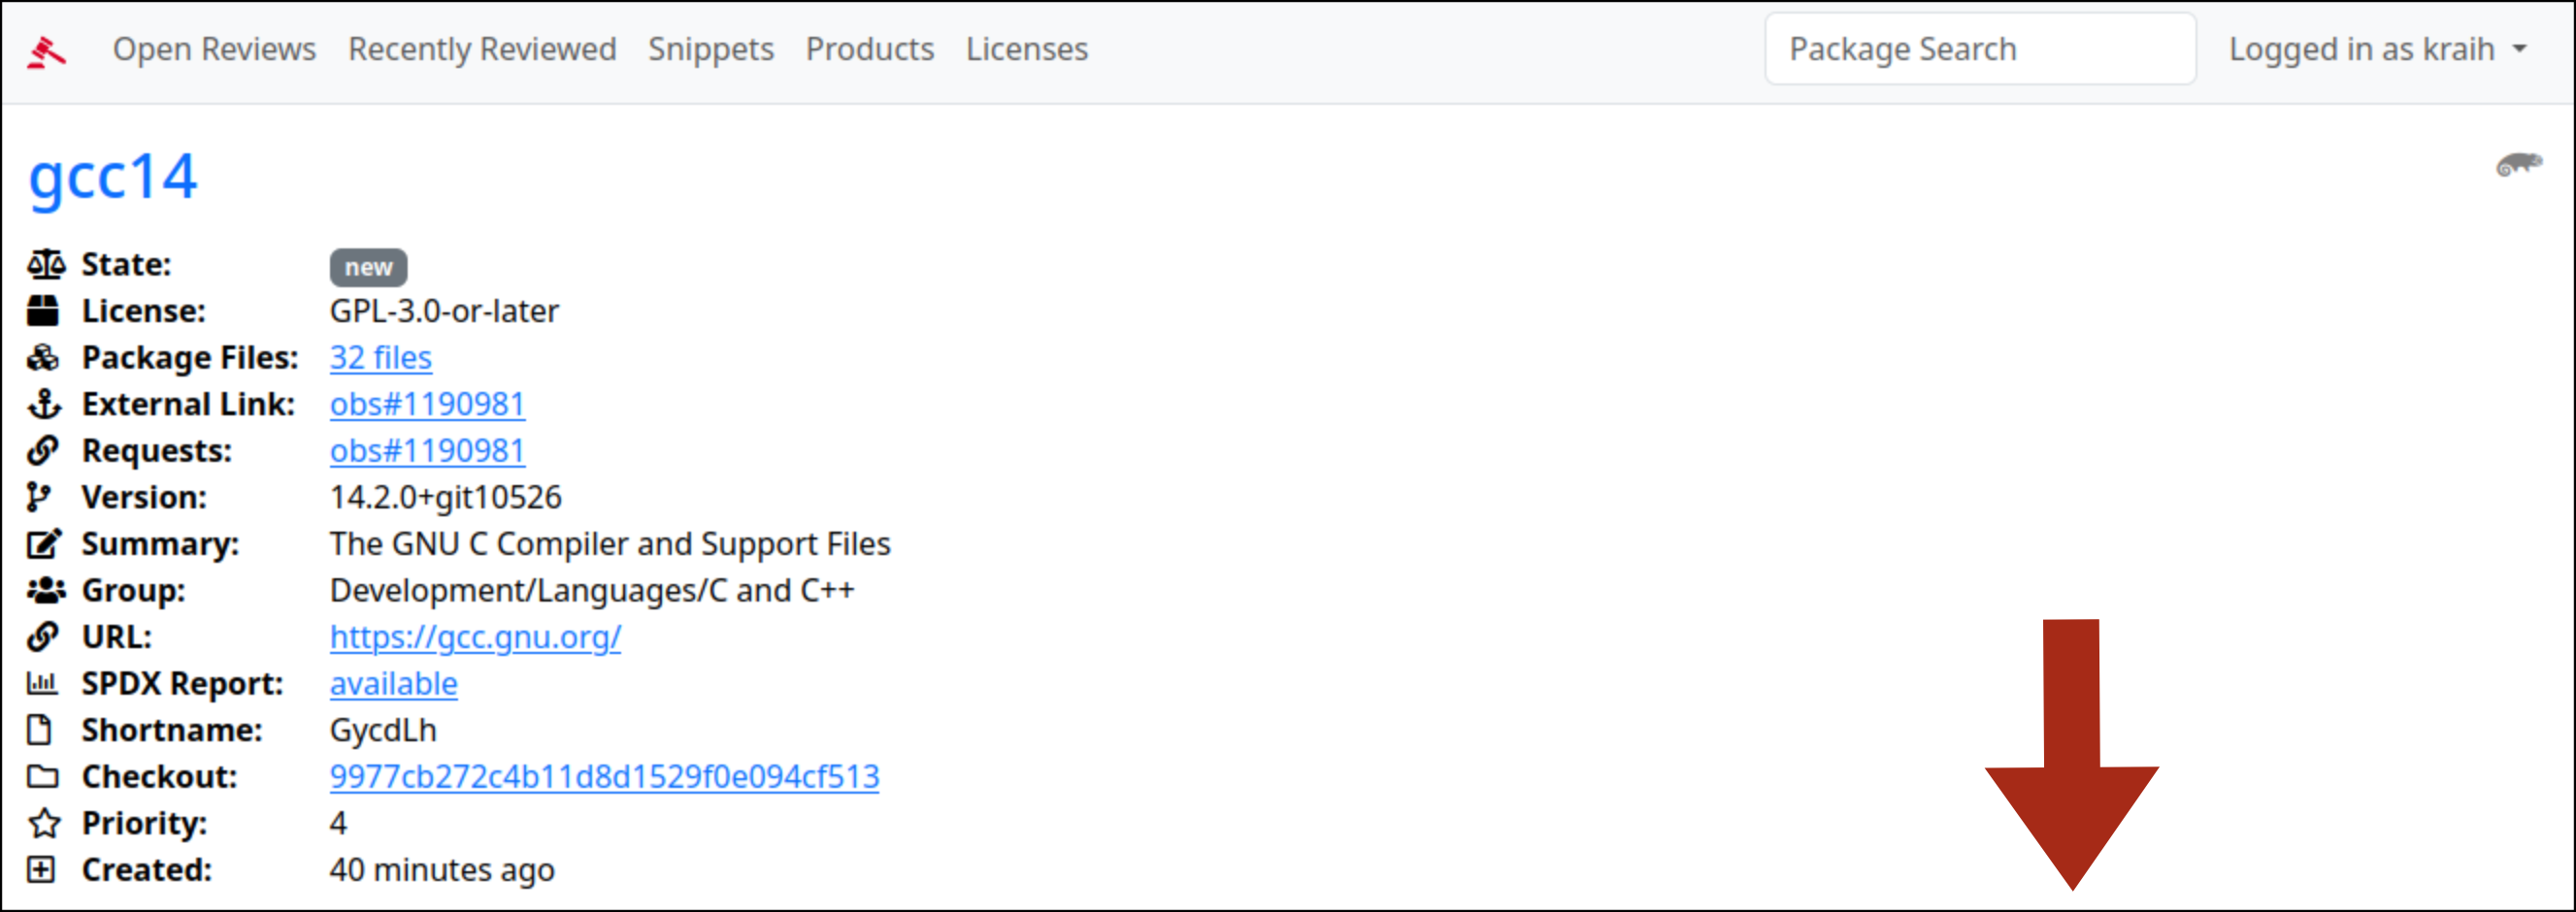 Open Reviews Recently Reviewed Snippets Products Licenses Package Search Logged in as kraih
gcc14
State: new
License: GPL-3.0-or-later
Package Files: 32 files
External Link: obs#1190981
Requests: obs#1190981
Version: 14.2.0+git10526
Summary: The GNU C Compiler and Support Files
Group: Development/Languages/C and C++
URL: https://gcc.gnu.org/
SPDX Report: available
Shortname: GycdLh
Checkout: 9977cb272c4b11d8d1529f0e094cf513
Priority: 4
Created: 40 minutes ago